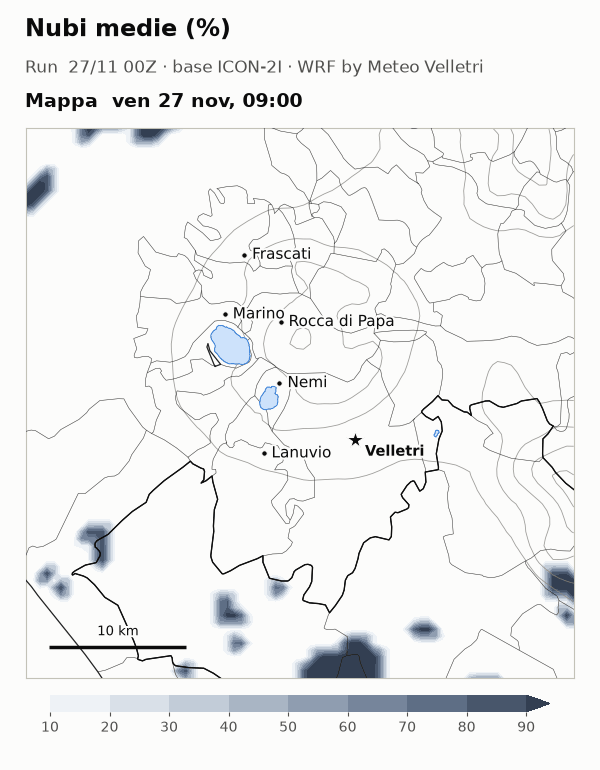 Nubi medie (%)
Run  27/11 00Z · base ICON-2I · WRF by Meteo Velletri
Mappa  ven 27 nov, 09:00
Frascati
Marino
Rocca di Papa
Nemi
Velletri
Lanuvio
10 km
10 20 30 40 50 60 70 80 90